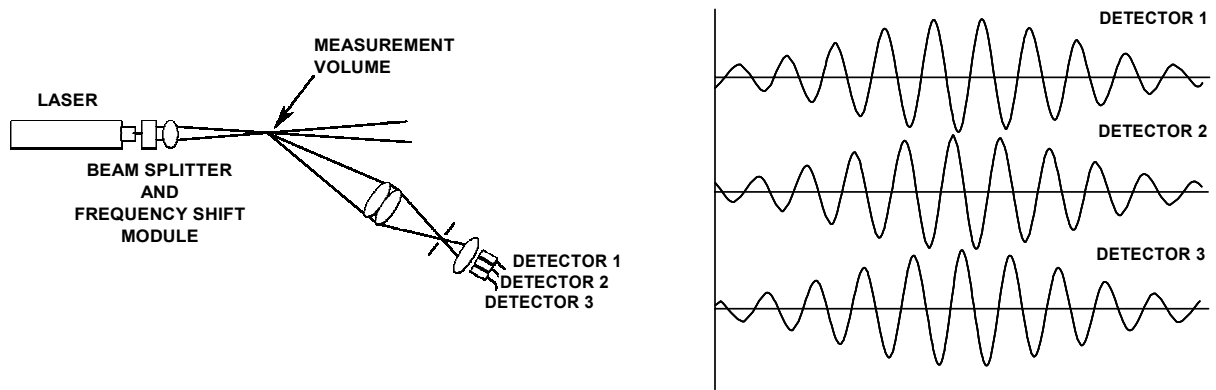 MEASUREMENT
VOLUME
LASER
BEAM SPLITTER
AND
FREQUENCY SHIFT
MODULE
DETECTOR 1
DETECTOR 2
DETECTOR 3
DETECTOR 1
DETECTOR 2
DETECTOR 3